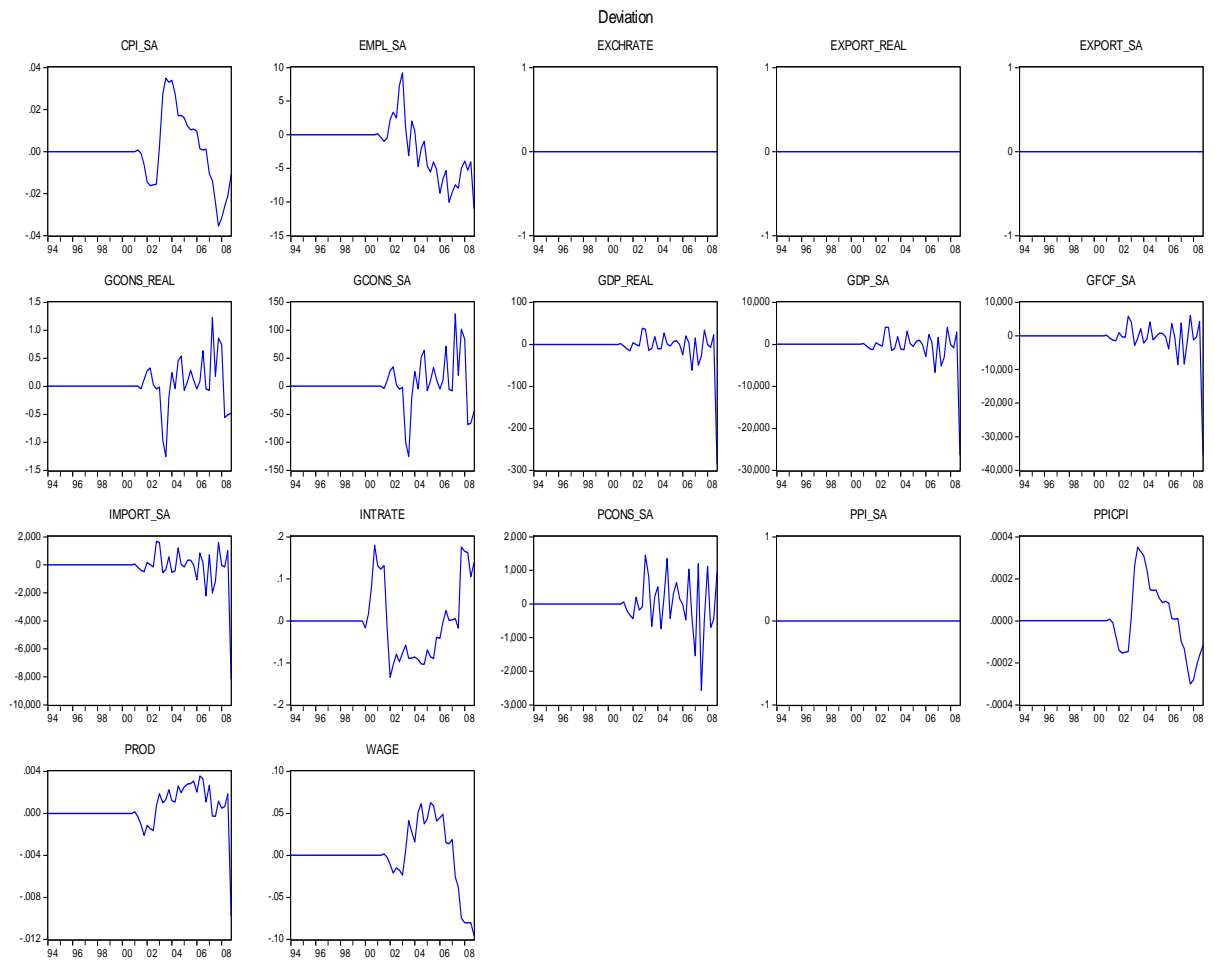 Deviation
CPI_SA
.04
.02
.00
-.02
-.04
94 96 98 00 02 04 06 08
EMPL_SA
10
5
0
-5
-10
-15
94 96 98 00 02 04 06 08
EXCHRATE
1
0
-1
94 96 98 00 02 04 06 08
EXPORT_REAL
1
0
-1
94 96 98 00 02 04 06 08
EXPORT_SA
1
0
-1
94 96 98 00 02 04 06 08
GCONS_REAL
1.5
1.0
0.5
0.0
-0.5
-1.0
-1.5
94 96 98 00 02 04 06 08
GCONS_SA
150
100
50
0
-50
-100
-150
94 96 98 00 02 04 06 08
GDP_REAL
100
0
-100
-200
-300
94 96 98 00 02 04 06 08
GDP_SA
10,000
0
-10,000
-20,000
-30,000
94 96 98 00 02 04 06 08
GFCF_SA
10,000
0
-10,000
-20,000
-30,000
-40,000
94 96 98 00 02 04 06 08
IMPORT_SA
2,000
0
-2,000
-4,000
-6,000
-8,000
-10,000
94 96 98 00 02 04 06 08
INTRATE
.2
.1
.0
-.1
-.2
94 96 98 00 02 04 06 08
PCONS_SA
2,000
1,000
0
-1,000
-2,000
-3,000
94 96 98 00 02 04 06 08
PPI_SA
1
0
-1
94 96 98 00 02 04 06 08
PPICPI
.0004
.0002
.0000
-.0002
-.0004
94 96 98 00 02 04 06 08
PROD
.004
.000
-.004
-.008
-.012
94 96 98 00 02 04 06 08
WAGE
.10
.05
.00
-.05
-.10
94 96 98 00 02 04 06 08